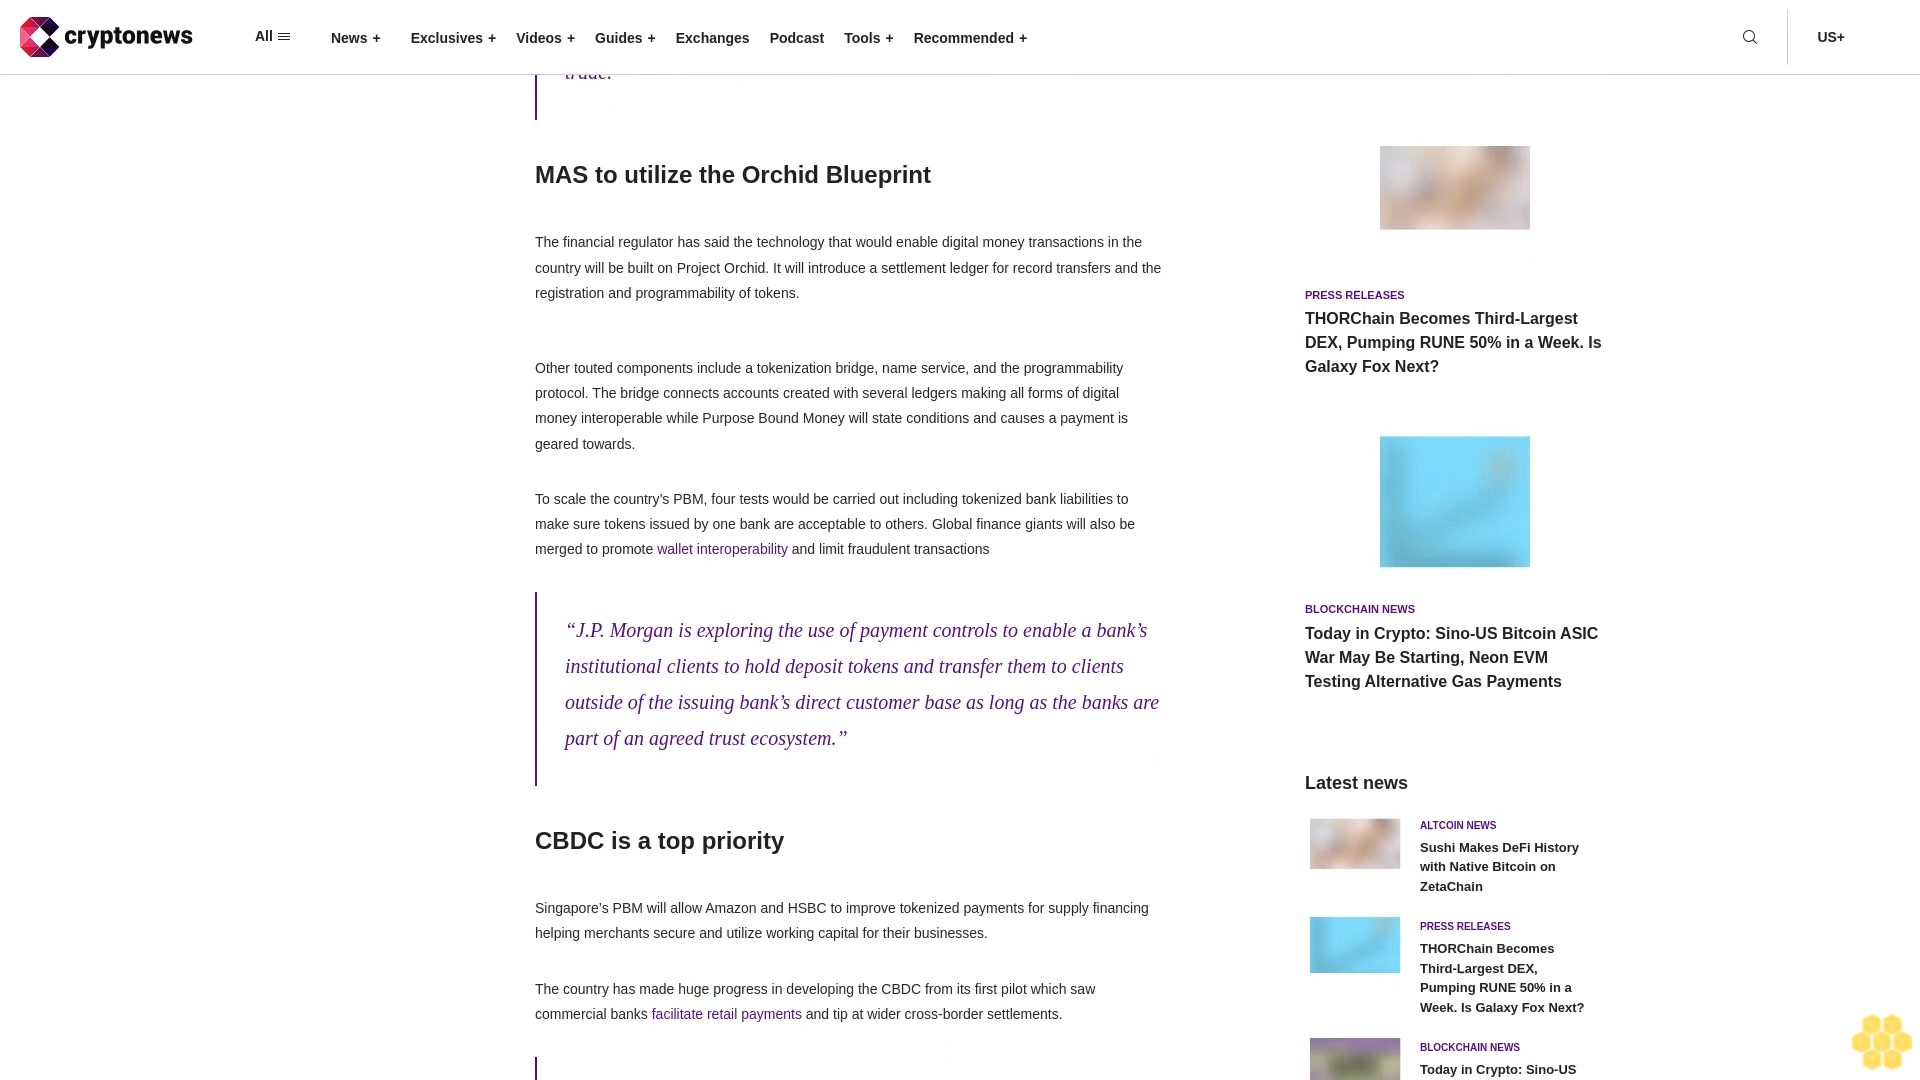 cryptonews
All
News +
Exclusives +
Videos +
Guides +
Exchanges
Podcast
Tools +
Recommended +
US+
trade.
MAS to utilize the Orchid Blueprint
The financial regulator has said the technology that would enable digital money transactions in the
country will be built on Project Orchid. It will introduce a settlement ledger for record transfers and the
registration and programmability of tokens.
Other touted components include a tokenization bridge, name service, and the programmability
protocol. The bridge connects accounts created with several ledgers making all forms of digital
money interoperable while Purpose Bound Money will state conditions and causes a payment is
geared towards.
To scale the country’s PBM, four tests would be carried out including tokenized bank liabilities to
make sure tokens issued by one bank are acceptable to others. Global finance giants will also be
merged to promote wallet interoperability and limit fraudulent transactions
“J.P. Morgan is exploring the use of payment controls to enable a bank’s
institutional clients to hold deposit tokens and transfer them to clients
outside of the issuing bank’s direct customer base as long as the banks are
part of an agreed trust ecosystem.”
CBDC is a top priority
Singapore’s PBM will allow Amazon and HSBC to improve tokenized payments for supply financing
helping merchants secure and utilize working capital for their businesses.
The country has made huge progress in developing the CBDC from its first pilot which saw
commercial banks facilitate retail payments and tip at wider cross-border settlements.
PRESS RELEASES
THORChain Becomes Third-Largest
DEX, Pumping RUNE 50% in a Week. Is
Galaxy Fox Next?
BLOCKCHAIN NEWS
Today in Crypto: Sino-US Bitcoin ASIC
War May Be Starting, Neon EVM
Testing Alternative Gas Payments
Latest news
ALTCOIN NEWS
Sushi Makes DeFi History
with Native Bitcoin on
ZetaChain
PRESS RELEASES
THORChain Becomes
Third-Largest DEX,
Pumping RUNE 50% in a
Week. Is Galaxy Fox Next?
BLOCKCHAIN NEWS
Today in Crypto: Sino-US